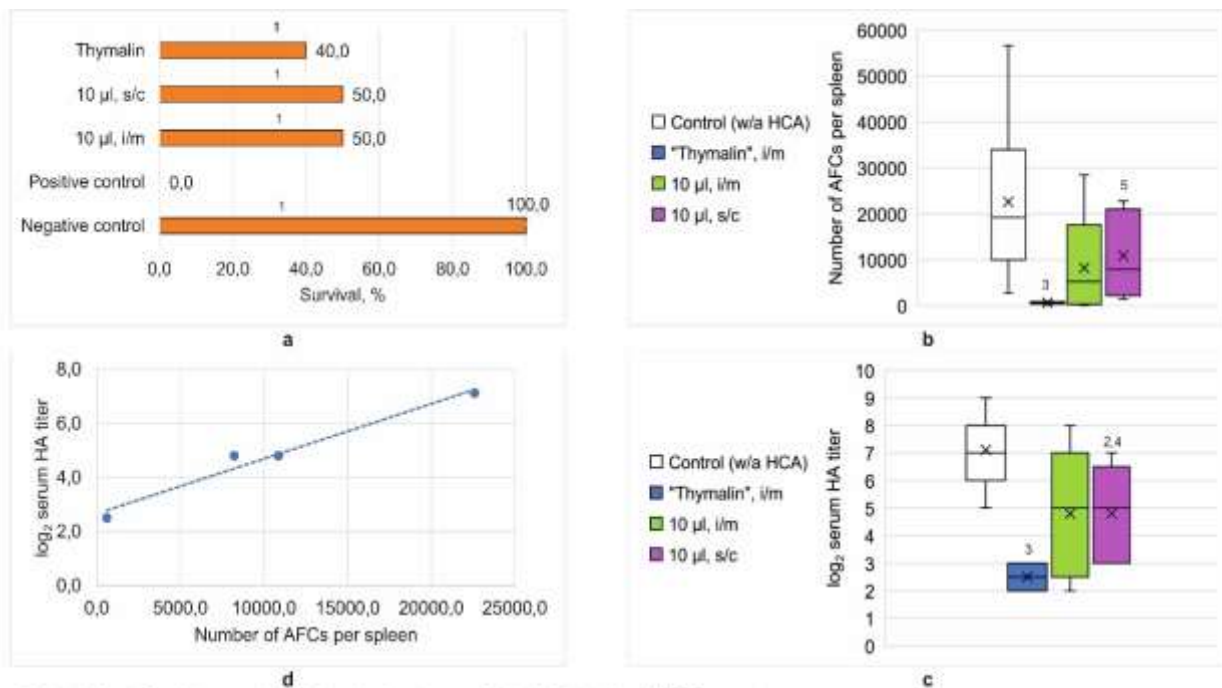 1
Thymalin
40,0
1
10 µl, s/c
50,0
1
10 µl, i/m
50,0
Positive control
0,0
1
100,0
Negative control
0,0 20,0 40,0 60,0 80,0 100,0
Survival, %
a
Number of AFCs per spleen
60000
50000
40000
30000
20000
10000
0
Control (w/a HCA)
"Thymalin", i/m
10 µl, i/m
10 µl, s/c
3
5
b
log2 serum HA titer
8,0
6,0
4,0
2,0
0,0
0,0 5000,0 10000,0 15000,0 20000,0 25000,0
Number of AFCs per spleen
d
log2 serum HA titer
10
9
8
7
6
5
4
3
2
1
0
Control (w/a HCA)
"Thymalin", i/m
10 µl, i/m
10 µl, s/c
3
2,4
c